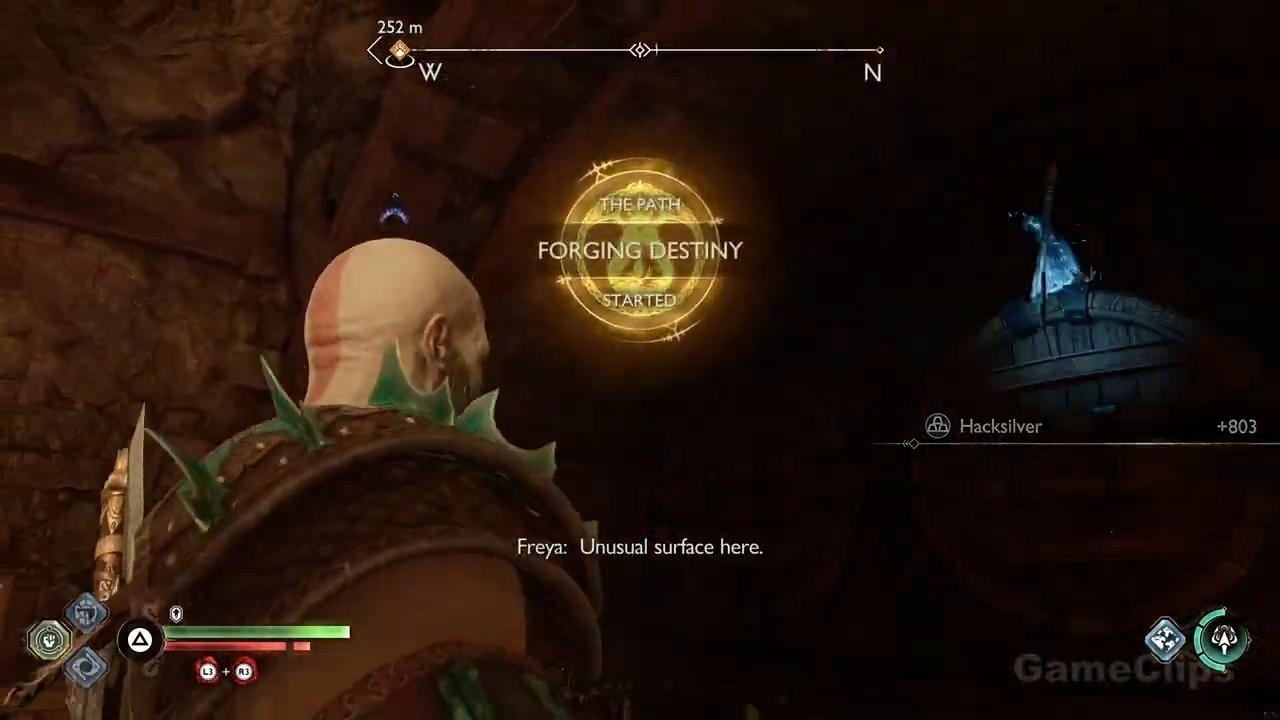 252 m
W
N
THE PATH
FORGING DESTINY
STARTED
Hacksilver +803
Freya: Unusual surface here.
L3 + R3
GameClips